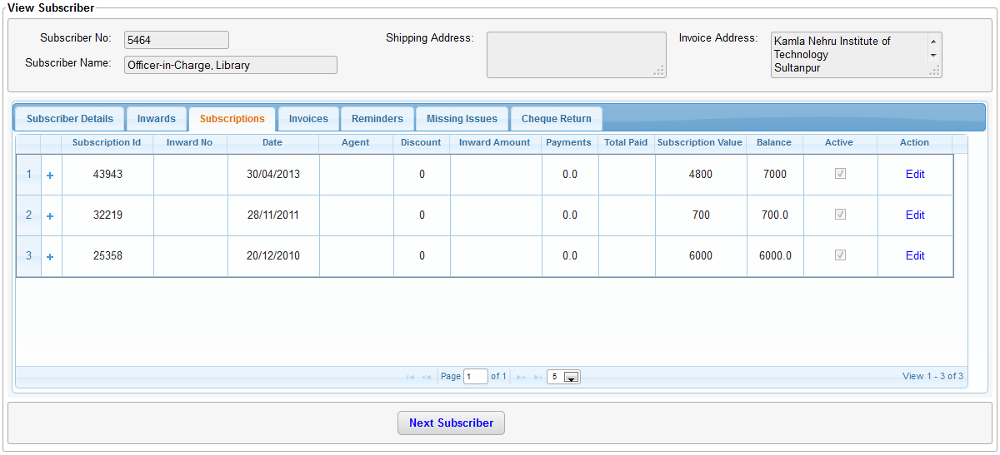 View Subscriber
Subscriber No: 5464 Shipping Address: Invoice Address: Kamla Nehru Institute of
Technology
Sultanpur
Subscriber Name: Officer-in-Charge, Library
Subscriber Details Inwards Subscriptions Invoices Reminders Missing Issues Cheque Return
Subscription Id Inward No Date Agent Discount Inward Amount Payments Total Paid Subscription Value Balance Active Action
1 + 43943 30/04/2013 0 0.0 4800 7000 Edit
2 + 32219 28/11/2011 0 0.0 700 700.0 Edit
3 + 25358 20/12/2010 0 0.0 6000 6000.0 Edit
Page 1 of 1 5 View 1 - 3 of 3
Next Subscriber